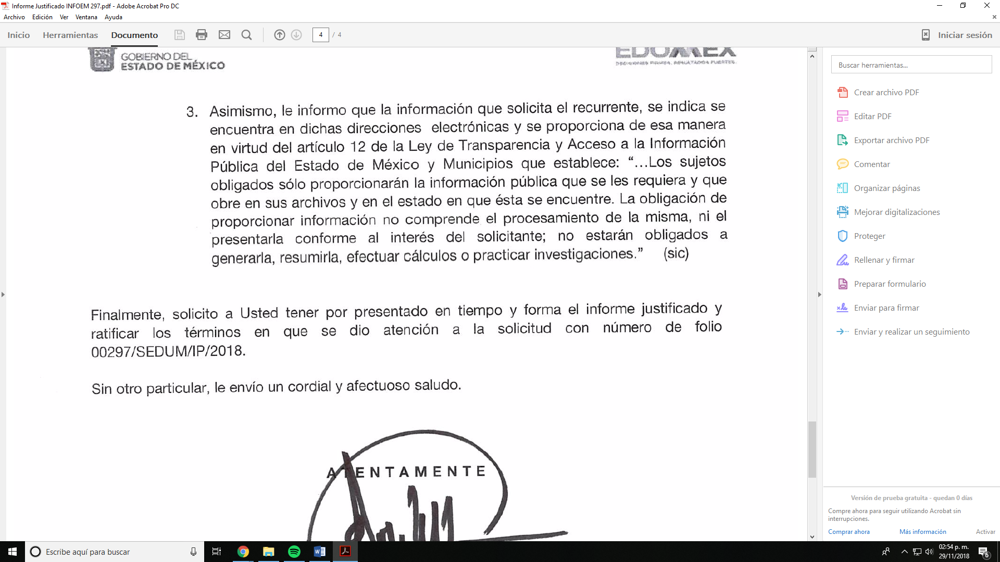 Informe Justificado INFOEM 297.pdf - Adobe Acrobat Pro DC
Archivo Edición Ver Ventana Ayuda
Inicio Herramientas Documento 4 / 4 Iniciar sesión
GOBIERNO DEL
ESTADO DE MÉXICO
EDOMEX
DECISIONES FIRMES, RESULTADOS FUERTES.
3. Asimismo, le informo que la información que solicita el recurrente, se indica se
encuentra en dichas direcciones electrónicas y se proporciona de esa manera
en virtud del artículo 12 de la Ley de Transparencia y Acceso a la Información
Pública del Estado de México y Municipios que establece: “...Los sujetos
obligados sólo proporcionarán la información pública que se les requiera y que
obre en sus archivos y en el estado en que ésta se encuentre. La obligación de
proporcionar información no comprende el procesamiento de la misma, ni el
presentarla conforme al interés del solicitante; no estarán obligados a
generarla, resumirla, efectuar cálculos o practicar investigaciones.” (sic)
Finalmente, solicito a Usted tener por presentado en tiempo y forma el informe justificado y
ratificar los términos en que se dio atención a la solicitud con número de folio
00297/SEDUM/IP/2018.
Sin otro particular, le envío un cordial y afectuoso saludo.
ATENTAMENTE
Buscar herramientas...
Crear archivo PDF
Editar PDF
Exportar archivo PDF
Comentar
Organizar páginas
Mejorar digitalizaciones
Proteger
Rellenar y firmar
Preparar formulario
Enviar para firmar
Enviar y realizar un seguimiento
Versión de prueba gratuita - quedan 0 días
Compre ahora para seguir utilizando Acrobat sin
interrupciones.
Comprar ahora Más información Activar
Escribe aquí para buscar
02:54 p. m.
29/11/2018
6